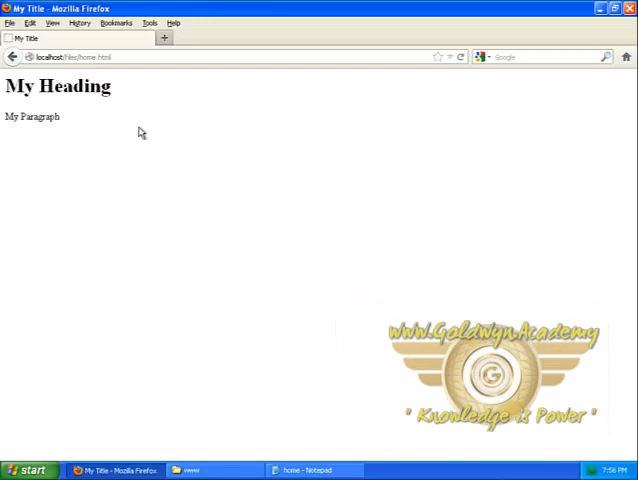 My Title - Mozilla Firefox
File Edit View History Bookmarks Tools Help
My Title
localhost/files/home.html
Google
My Heading
My Paragraph
www.GoldwynAcademy
G
" Knowledge is Power "
start
My Title - Mozilla Firefox
www
home - Notepad
7:56 PM